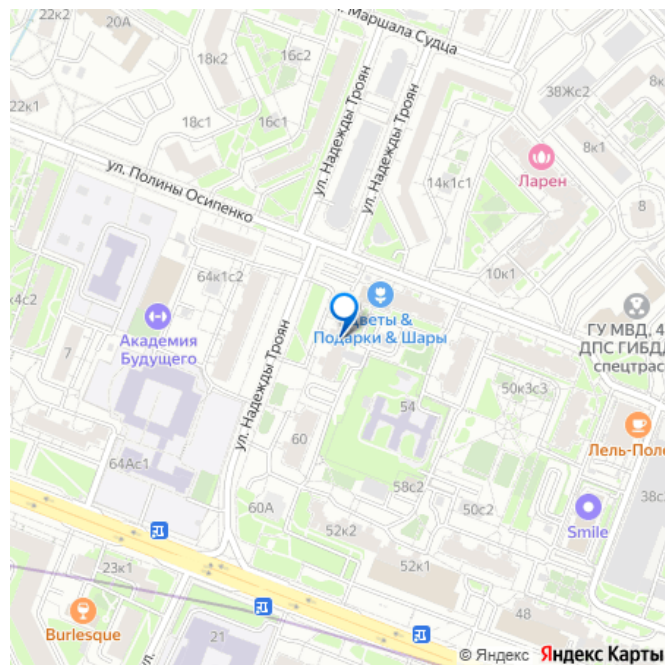 22к2
20А
ул. Маршала Судца
16с2
18к2
38Жс2
22к1
18с1
16с1
ул. Надежды Троян
ул. Надежды Троян
8к1
Ларен
14к1с1
ул. Полины Осипенко
8
64к1с2
10к1
к4с2
Цветы &
Подарки & Шары
ГУ МВД, 4
ДПС ГИБДД
спецтрас
Академия
Будущего
7
ул. Надежды Троян
50к3с3
54
60
Лель-Поле
64Ас1
58с2
60А
50с2
38с
Smile
52к2
52к1
23к1
48
Burlesque
21
ул.
© Яндекс Яндекс Карты